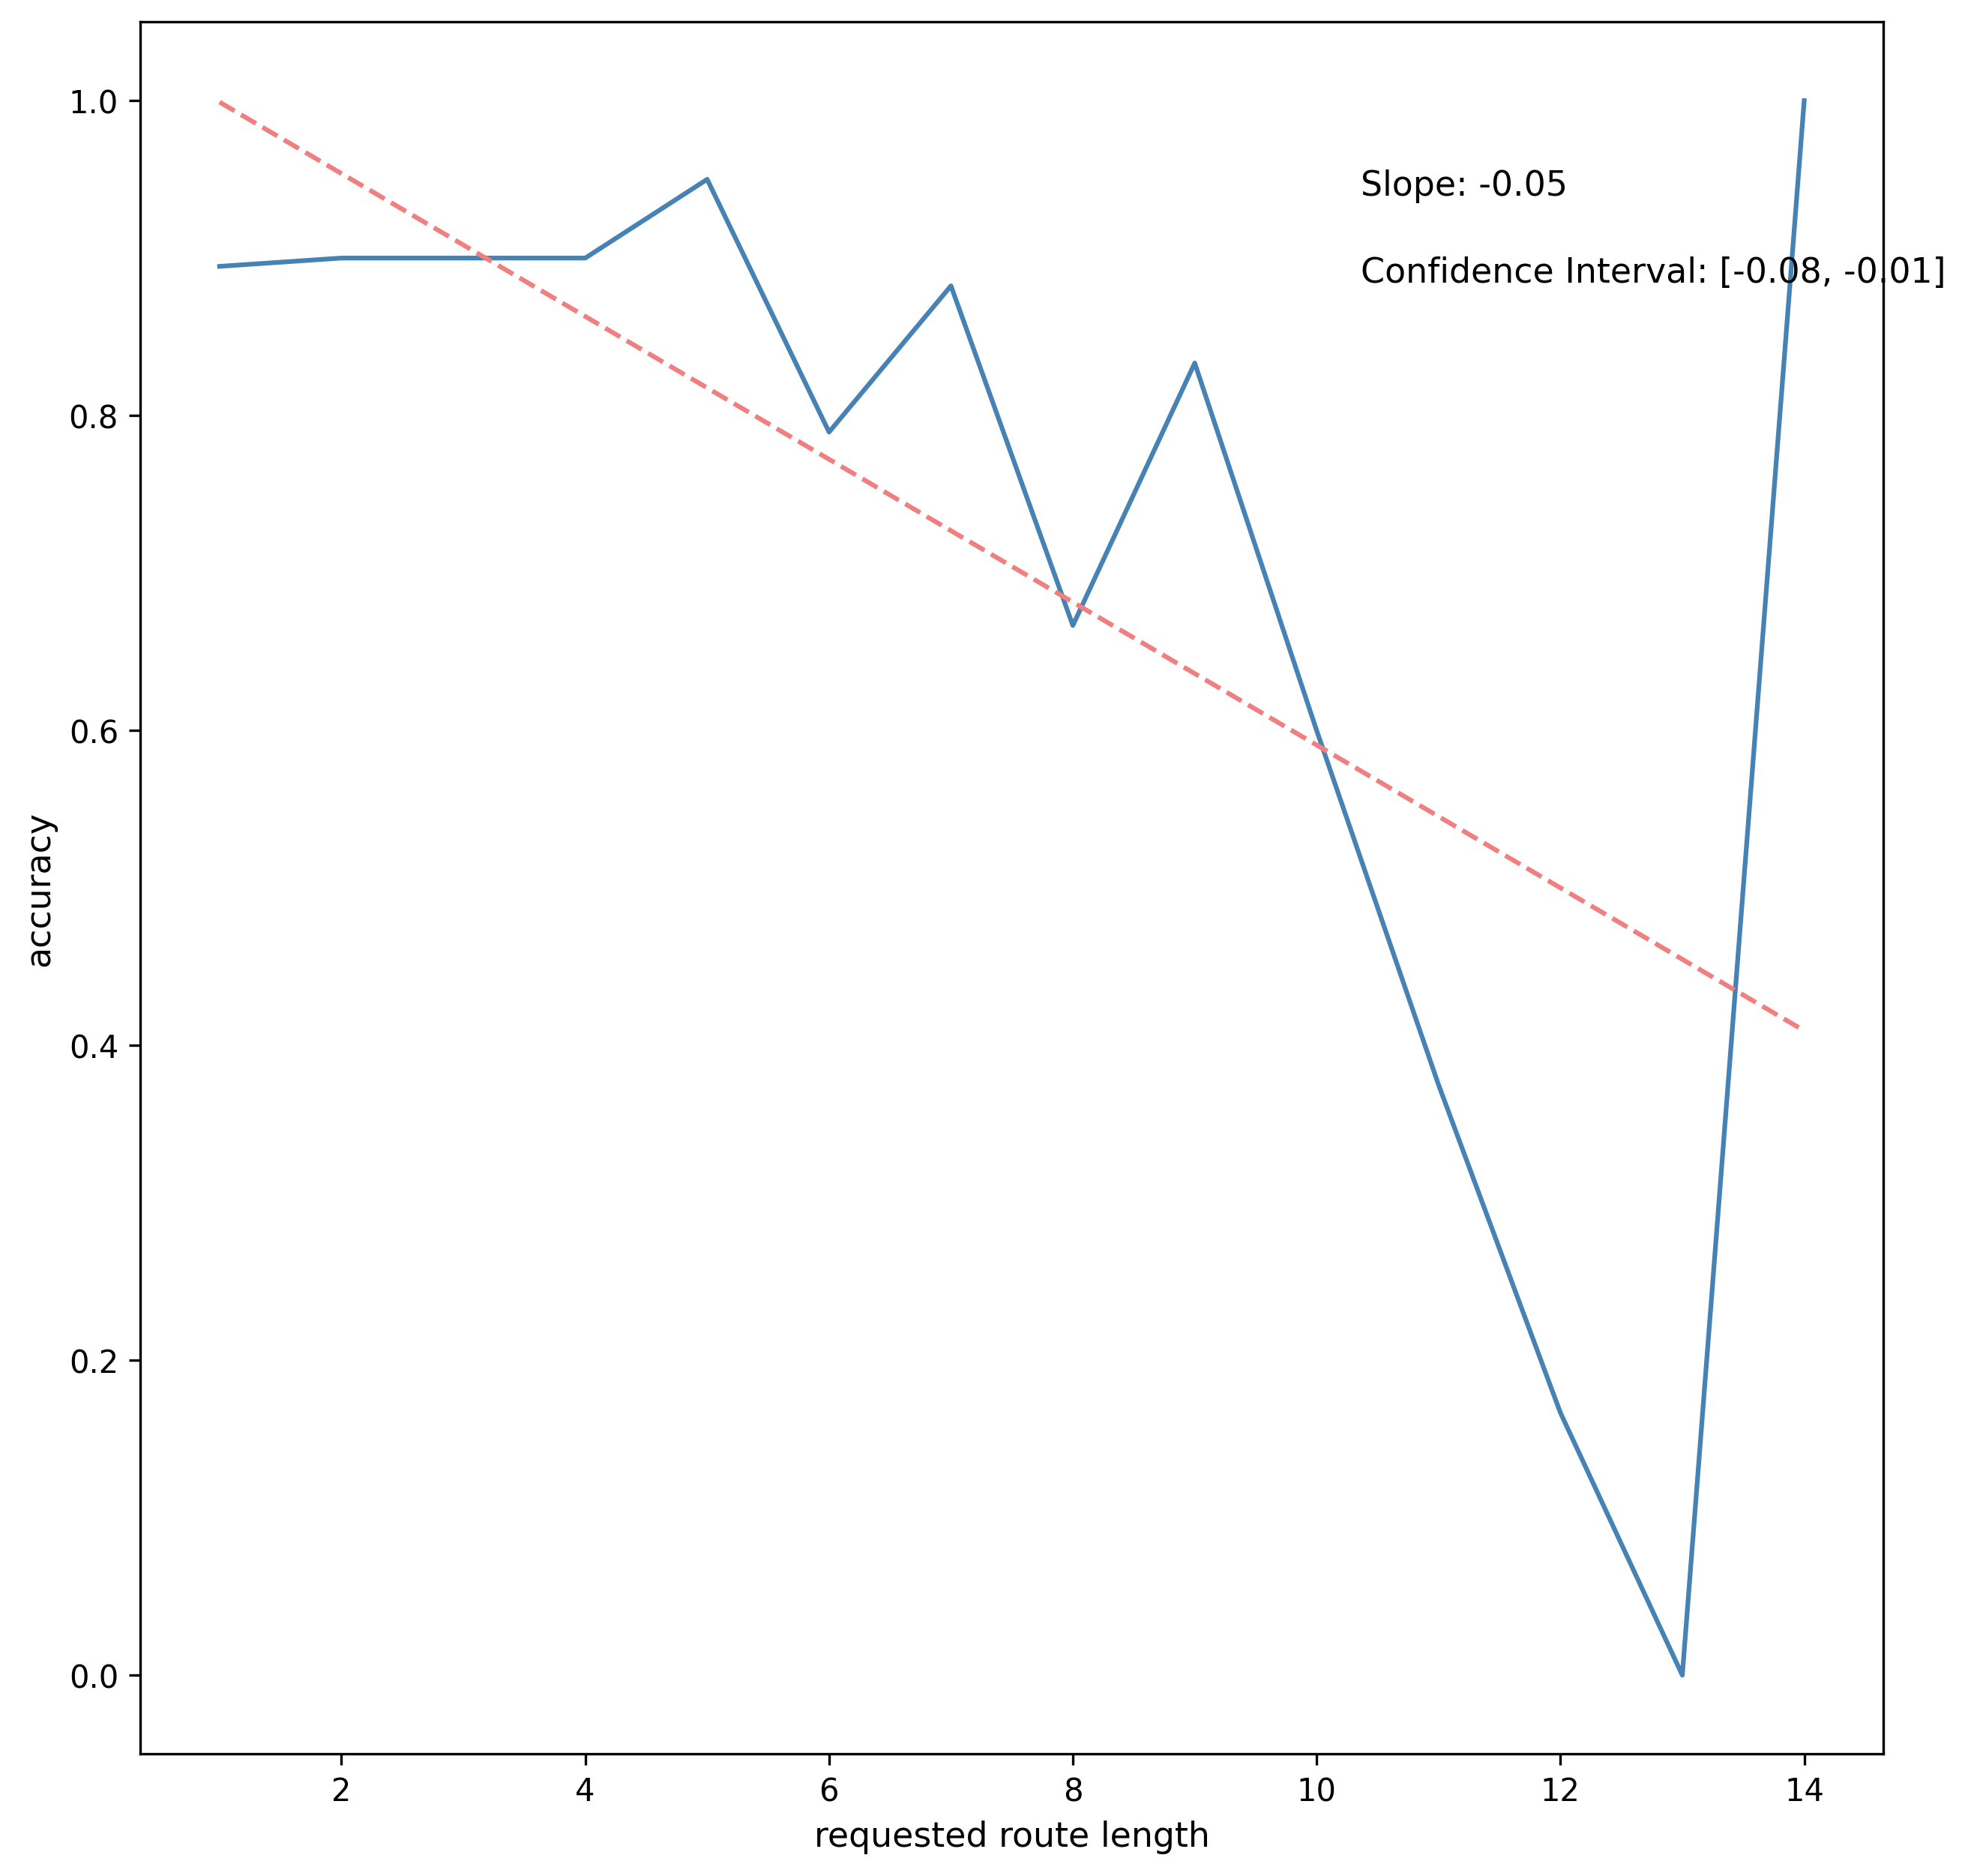 1.0
0.8
0.6
0.4
0.2
0.0
accuracy
Slope: -0.05
Confidence Interval: [-0.08, -0.01]
2 4 6 8 10 12 14
requested route length